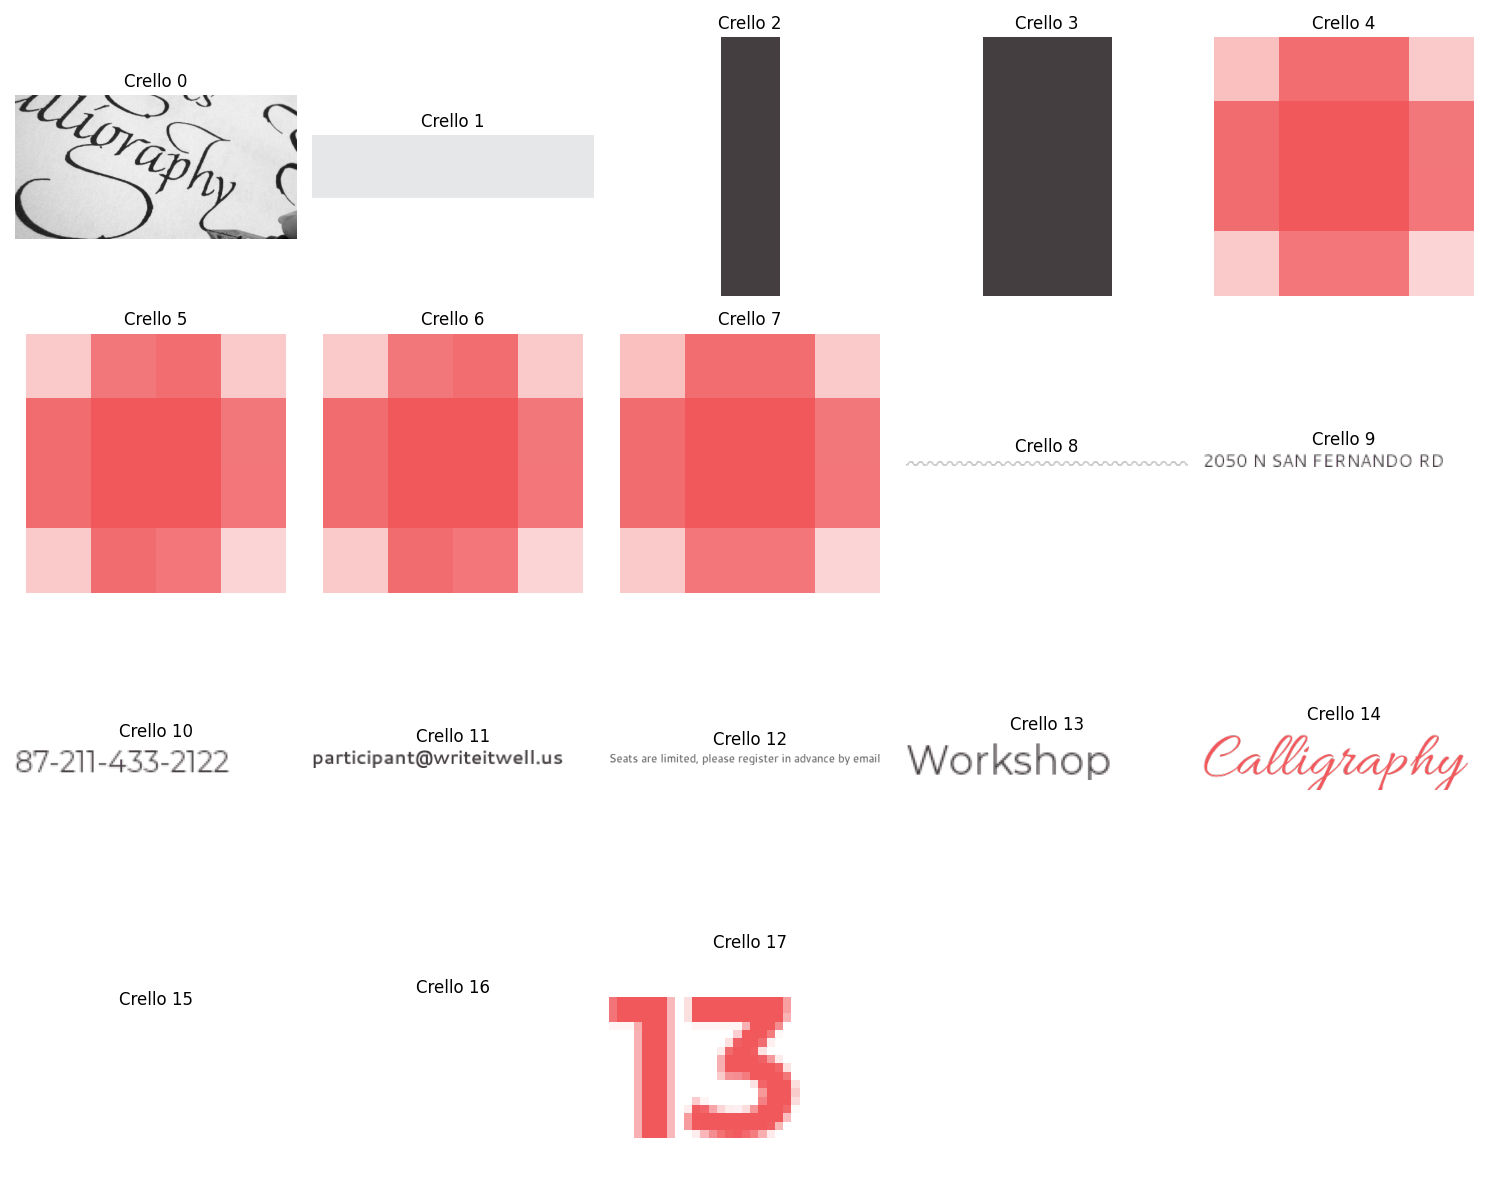 Crello 0
Calligraphy
Crello 1
Crello 2
Crello 3
Crello 4
Crello 5
Crello 6
Crello 7
Crello 8
Crello 9
2050 N SAN FERNANDO RD
Crello 10
87-211-433-2122
Crello 11
participant@writeitwell.us
Crello 12
Seats are limited, please register in advance by email
Crello 13
Workshop
Crello 14
Calligraphy
Crello 15
Crello 16
Crello 17
13